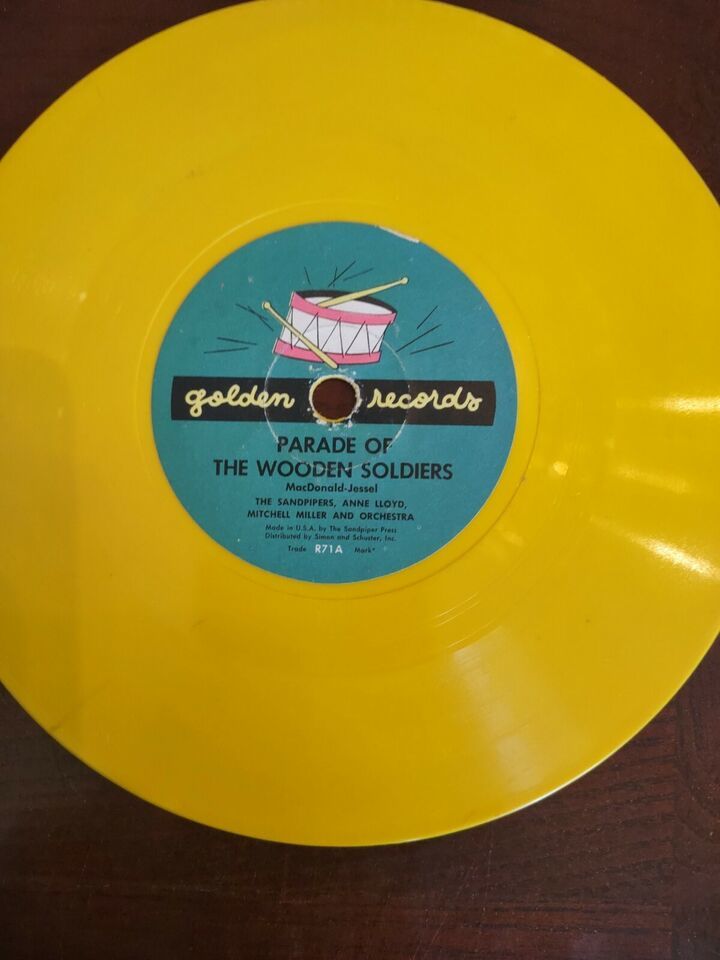 golden records
PARADE OF
THE WOODEN SOLDIERS
MacDonald-Jessel
THE SANDPIPERS, ANNE LLOYD,
MITCHELL MILLER AND ORCHESTRA
Made in U.S.A. by The Sandpiper Press
Distributed by Simon and Schuster, Inc.
Trade R71A Mark*